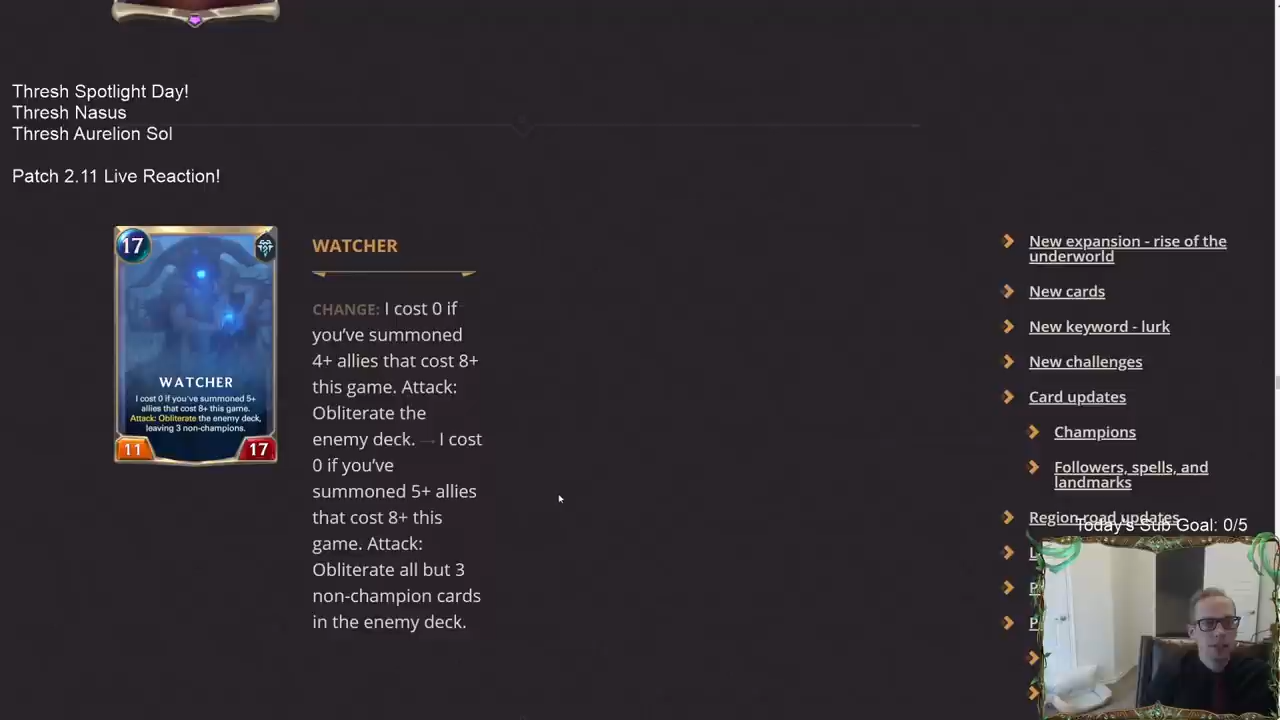 Thresh Spotlight Day!
Thresh Nasus
Thresh Aurelion Sol
Patch 2.11 Live Reaction!
17
WATCHER
I cost 0 if you've summoned 5+
allies that cost 8+ this game.
Attack: Obliterate the enemy deck,
leaving 3 non-champions.
11
17
WATCHER
CHANGE: I cost 0 if
you've summoned
4+ allies that cost 8+
this game. Attack:
Obliterate the
enemy deck. → I cost
0 if you've
summoned 5+ allies
that cost 8+ this
game. Attack:
Obliterate all but 3
non-champion cards
in the enemy deck.
New expansion - rise of the
underworld
New cards
New keyword - lurk
New challenges
Card updates
Champions
Followers, spells, and
landmarks
Region road updates
Today's Sub Goal: 0/5